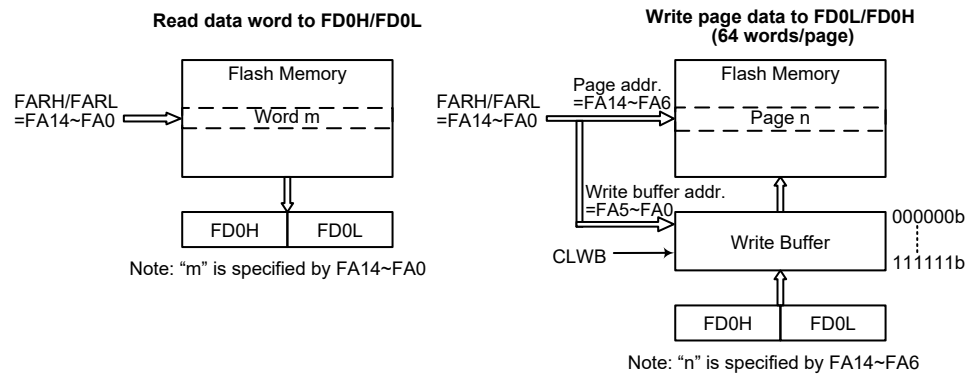 Read data word to FD0H/FD0L
Flash Memory
FARH/FARL
=FA14~FA0
Word m
FD0H
FD0L
Note: “m” is specified by FA14~FA0
Write page data to FD0L/FD0H
(64 words/page)
Flash Memory
Page addr.
=FA14~FA6
FARH/FARL
=FA14~FA0
Page n
Write buffer addr.
=FA5~FA0
000000b
Write Buffer
CLWB
111111b
FD0H
FD0L
Note: “n” is specified by FA14~FA6